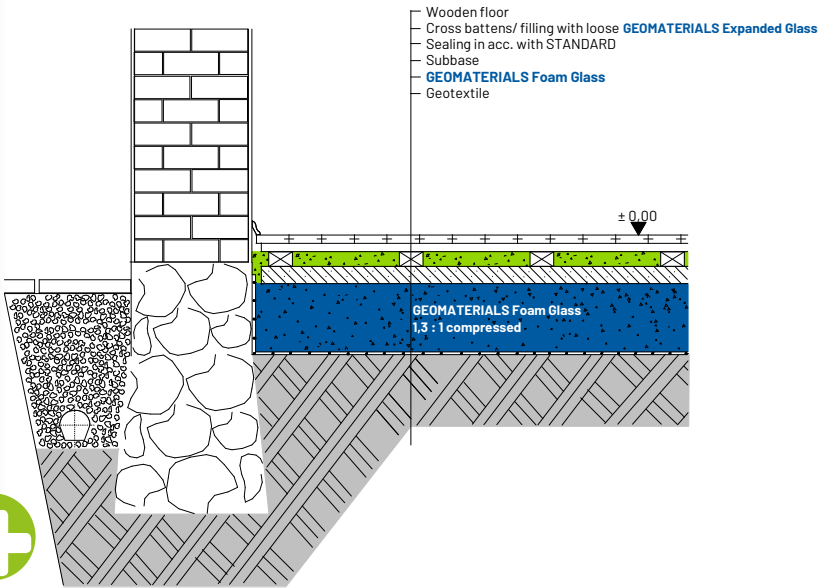 Wooden floor
Cross battens/ filling with loose GEOMATERIALS Expanded Glass
Sealing in acc. with STANDARD
Subbase
GEOMATERIALS Foam Glass
Geotextile
± 0,00
GEOMATERIALS Foam Glass
1,3 : 1 compressed